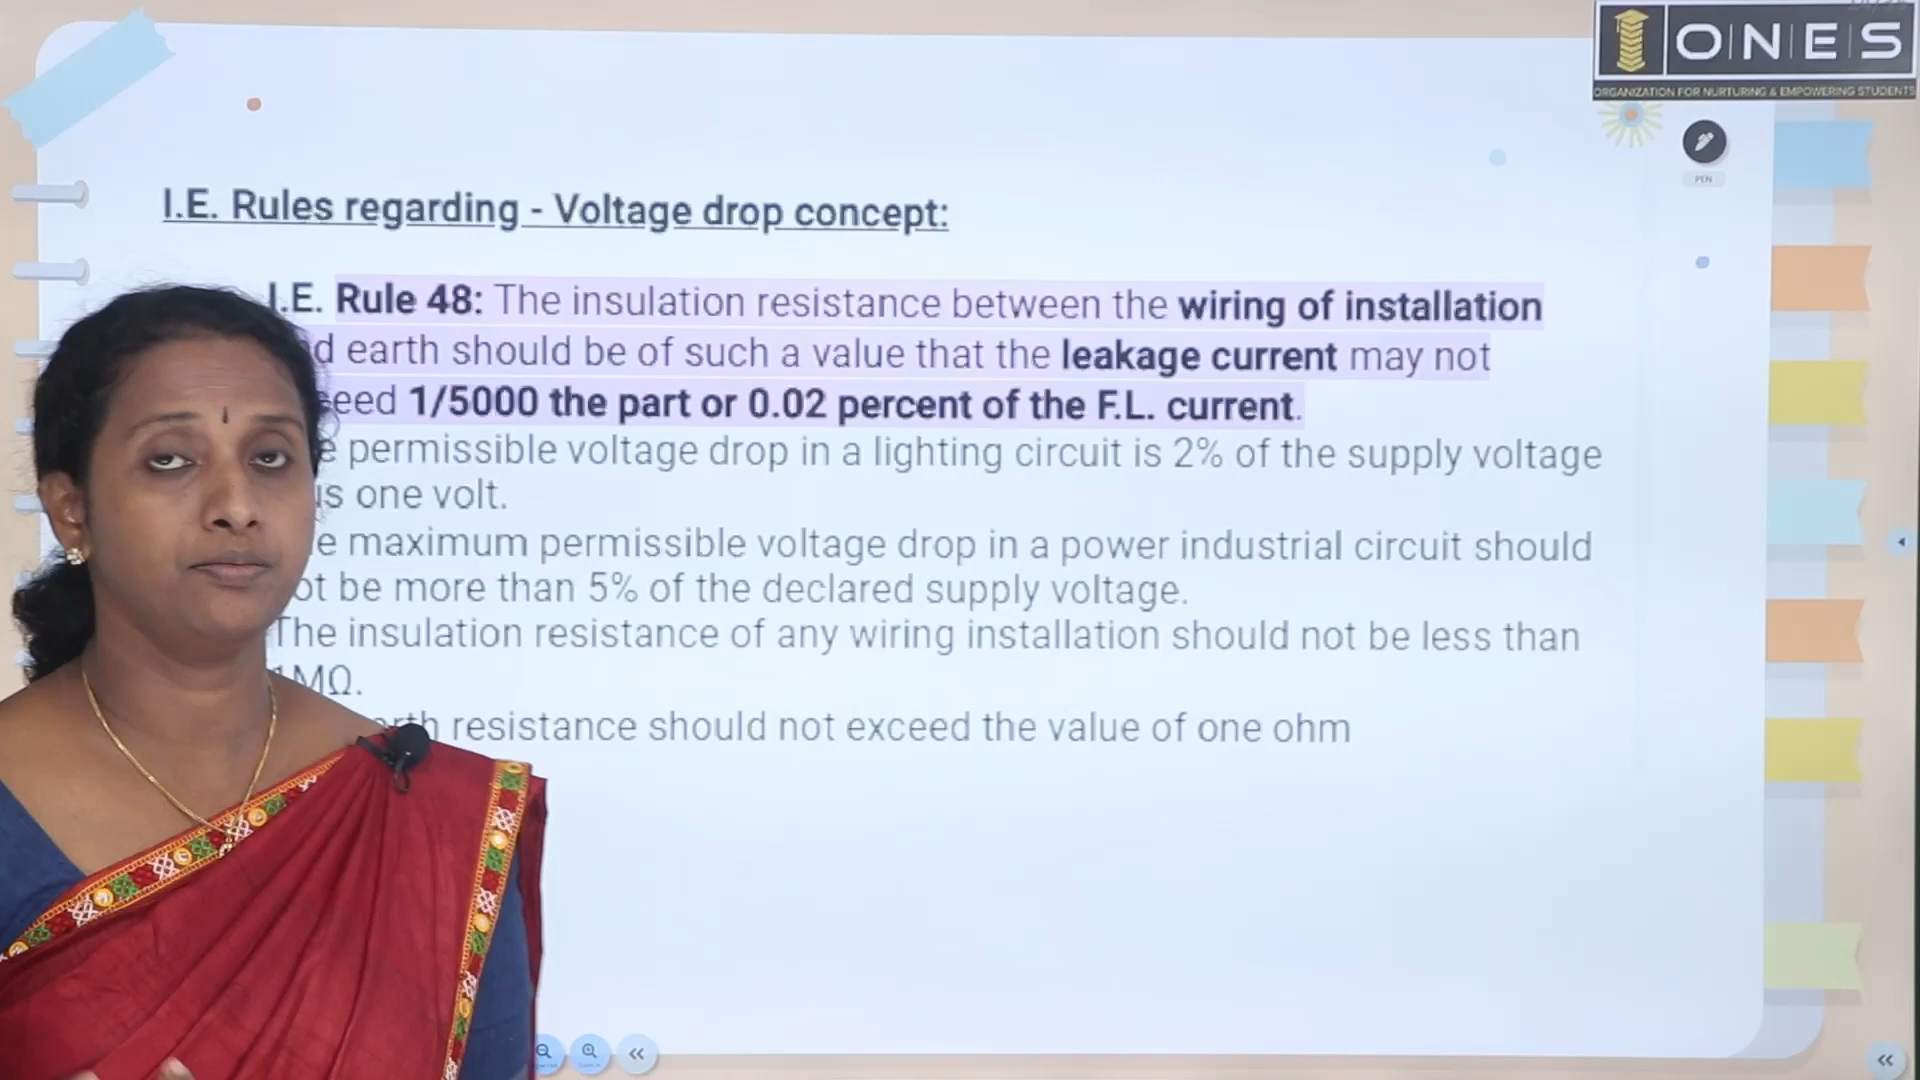 O|N|E|S
ORGANIZATION FOR NURTURING & EMPOWERING STUDENTS
PEN
I.E. Rules regarding - Voltage drop concept:
I.E. Rule 48: The insulation resistance between the wiring of installation
earth should be of such a value that the leakage current may not
1/5000 the part or 0.02 percent of the F.L. current.
permissible voltage drop in a lighting circuit is 2% of the supply voltage
one volt.
maximum permissible voltage drop in a power industrial circuit should
be more than 5% of the declared supply voltage.
The insulation resistance of any wiring installation should not be less than
1MΩ.
resistance should not exceed the value of one ohm